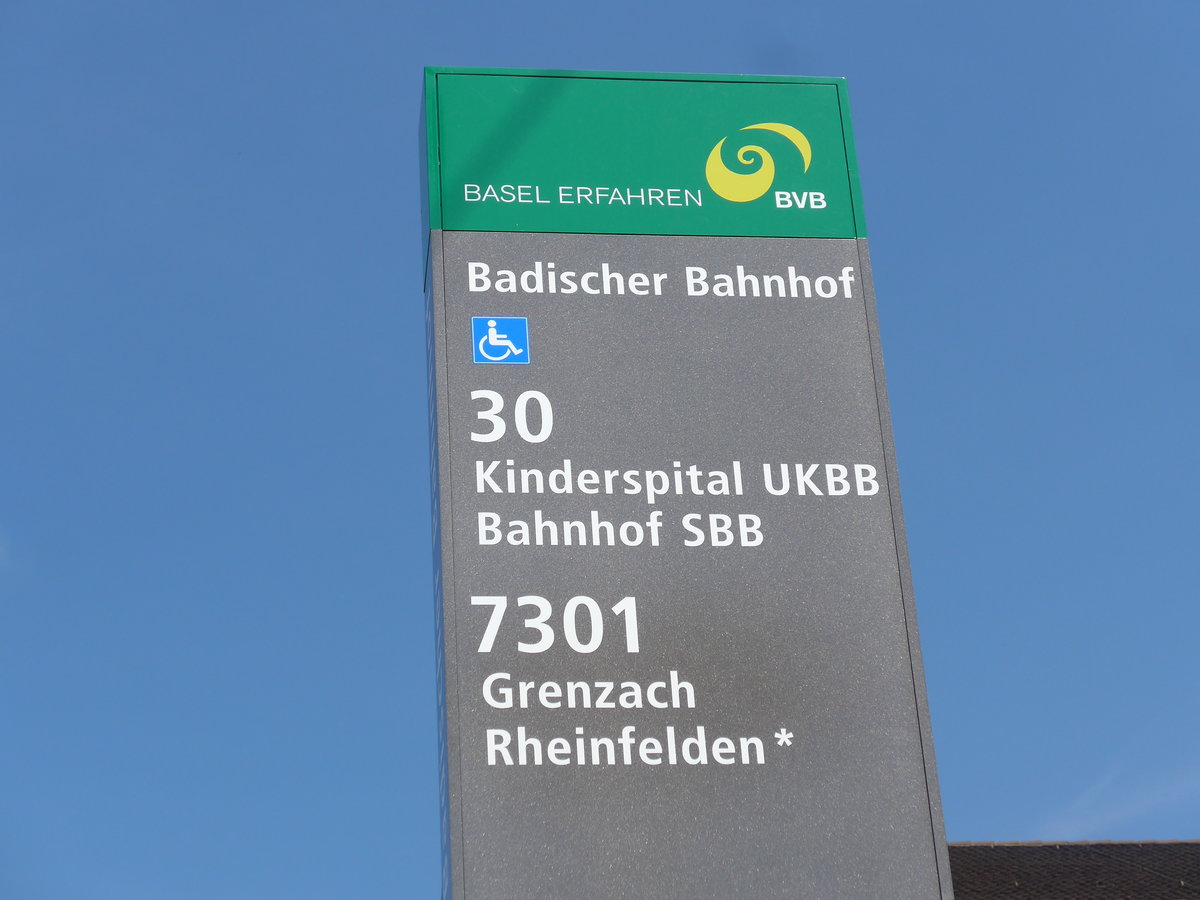 BASEL ERFAHREN BVB
Badischer Bahnhof
30
Kinderspital UKBB
Bahnhof SBB
7301
Grenzach
Rheinfelden *